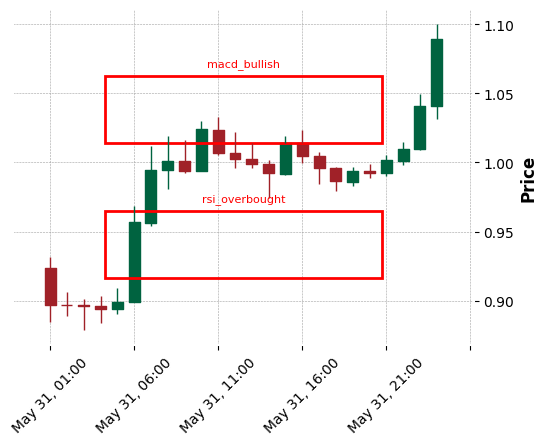 1.10
macd_bullish
1.05
1.00
Price
rsi_overbought
0.95
0.90
May 31, 01:00
May 31, 06:00
May 31, 11:00
May 31, 16:00
May 31, 21:00